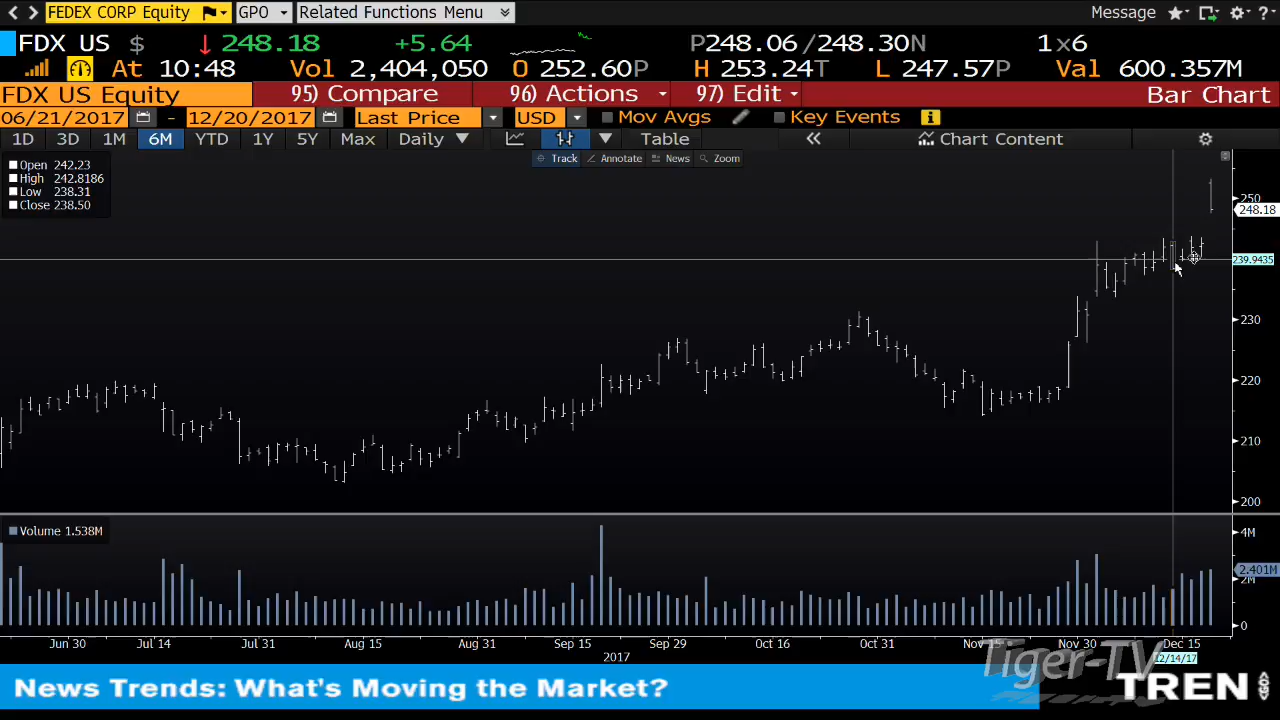 FEDEX CORP Equity GPO Related Functions Menu Message
FDX US $ ↓ 248.18 +5.64 P248.06/248.30N 1x6
At 10:48 Vol 2,404,050 O 252.60P H 253.24T L 247.57P Val 600.357M
FDX US Equity 95) Compare 96) Actions 97) Edit Bar Chart
06/21/2017 - 12/20/2017 Last Price USD Mov Avgs Key Events
1D 3D 1M 6M YTD 1Y 5Y Max Daily ▼ Table « Chart Content
Track Annotate News Zoom
Open 242.23
High 242.8186
Low 238.31
Close 238.50
250
248.18
239.9435
230
220
210
200
Volume 1.538M
4M
2.401M
2M
0
Jun 30 Jul 14 Jul 31 Aug 15 Aug 31 Sep 15 Sep 29 Oct 16 Oct 31 Nov 15 Nov 30 Dec 15
2017
12/14/17
Tiger-TV
News Trends: What's Moving the Market?
TREN